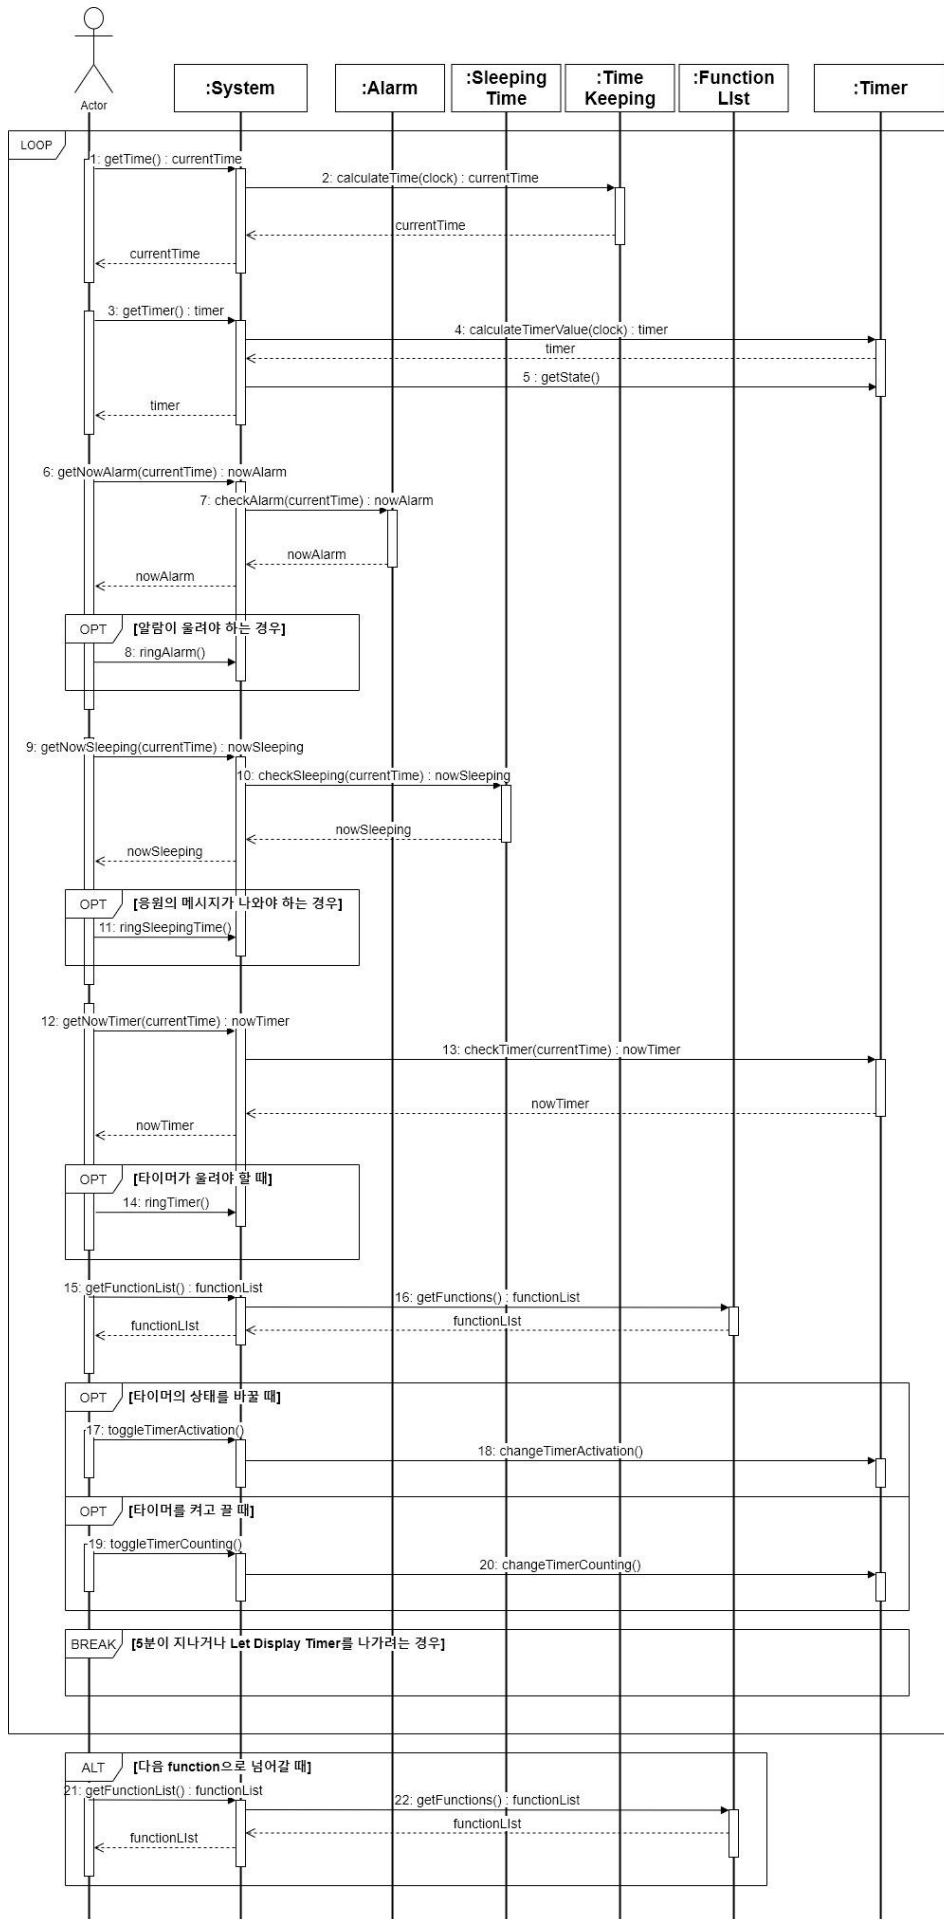 Actor
:System
:Alarm
:Sleeping
Time
:Time
Keeping
:Function
LIst
:Timer
LOOP
1: getTime() : currentTime
2: calculateTime(clock) : currentTime
currentTime
currentTime
3: getTimer() : timer
4: calculateTimerValue(clock) : timer
timer
5 : getState()
timer
6: getNowAlarm(currentTime) : nowAlarm
7: checkAlarm(currentTime) : nowAlarm
nowAlarm
nowAlarm
OPT [알람이 울려야 하는 경우]
8: ringAlarm()
9: getNowSleeping(currentTime) : nowSleeping
10: checkSleeping(currentTime) : nowSleeping
nowSleeping
nowSleeping
OPT [응원의 메시지가 나와야 하는 경우]
11: ringSleepingTime()
12: getNowTimer(currentTime) : nowTimer
13: checkTimer(currentTime) : nowTimer
nowTimer
nowTimer
OPT [타이머가 울려야 할 때]
14: ringTimer()
15: getFunctionList() : functionList
16: getFunctions() : functionList
functionLIst
functionLIst
OPT [타이머의 상태를 바꿀 때]
17: toggleTimerActivation()
18: changeTimerActivation()
OPT [타이머를 켜고 끌 때]
19: toggleTimerCounting()
20: changeTimerCounting()
BREAK [5분이 지나거나 Let Display Timer를 나가려는 경우]
ALT [다음 function으로 넘어갈 때]
21: getFunctionList() : functionList
22: getFunctions() : functionList
functionLIst
functionLIst